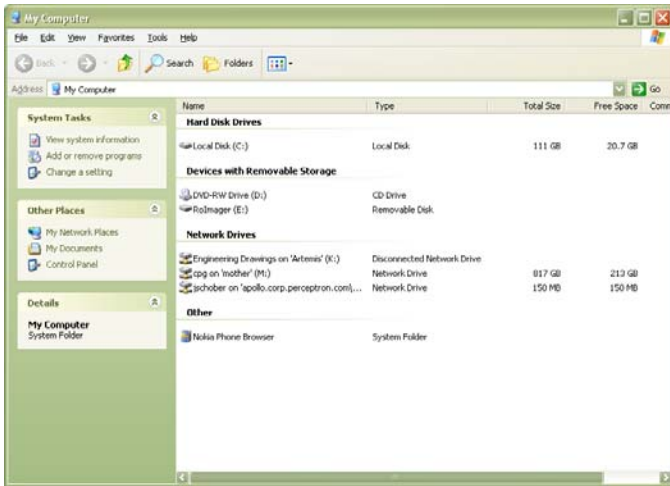 My Computer
File Edit View Favorites Tools Help
Back Search Folders
Address My Computer Go
Name Type Total Size Free Space Comm
System Tasks
View system information
Add or remove programs
Change a setting
Other Places
My Network Places
My Documents
Control Panel
Details
My Computer
System Folder
Hard Disk Drives
Local Disk (C:) Local Disk 111 GB 20.7 GB
Devices with Removable Storage
DVD-RW Drive (D:) CD Drive
RoImager (E:) Removable Disk
Network Drives
Engineering Drawings on 'Artemis' (K:) Disconnected Network Drive
cpg on 'mother' (M:) Network Drive 817 GB 213 GB
jschober on 'apollo.corp.perceptron.com\... Network Drive 150 MB 150 MB
Other
Nokia Phone Browser System Folder